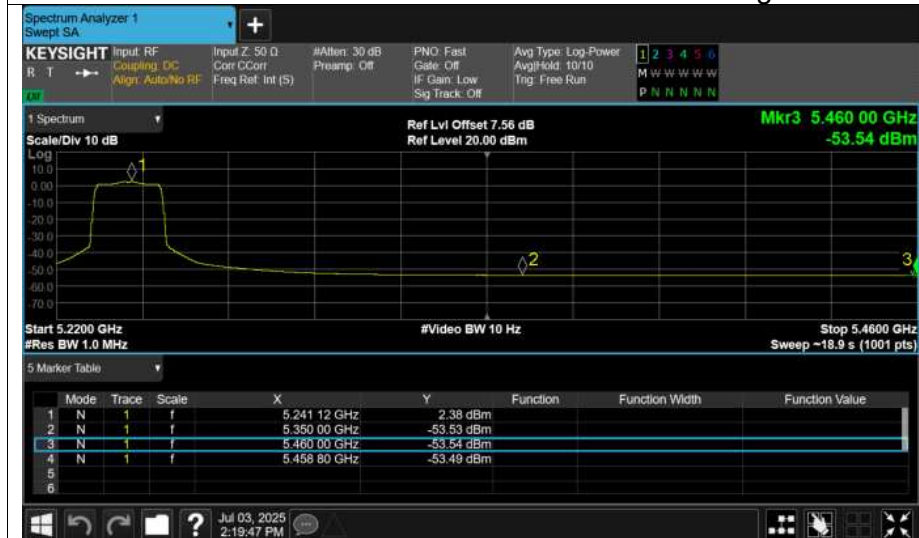 Spectrum Analyzer 1
Swept SA
+
KEYSIGHT Input: RF Input Z: 50 Ω #Atten: 30 dB PNO: Fast Avg Type: Log-Power 1 2 3 4 5 6
R T Coupling: DC Corr CCorr Preamp: Off Gate: Off Avg|Hold: 10/10 M W W W W W
Align: Auto/No RF Freq Ref: Int (S) IF Gain: Low Trig: Free Run
Sig Track: Off P N N N N N
1 Spectrum Ref Lvl Offset 7.56 dB Mkr3 5.460 00 GHz
Scale/Div 10 dB Ref Level 20.00 dBm -53.54 dBm
Log
10.0 1
0.00
-10.0
-20.0
-30.0
-40.0
-50.0 2 3
-60.0
-70.0
Start 5.2200 GHz #Video BW 10 Hz Stop 5.4600 GHz
#Res BW 1.0 MHz Sweep ~18.9 s (1001 pts)
5 Marker Table
Mode Trace Scale X Y Function Function Width Function Value
1 N 1 f 5.241 12 GHz 2.38 dBm
2 N 1 f 5.350 00 GHz -53.53 dBm
3 N 1 f 5.460 00 GHz -53.54 dBm
4 N 1 f 5.458 80 GHz -53.49 dBm
5
6
? Jul 03, 2025
2:19:47 PM